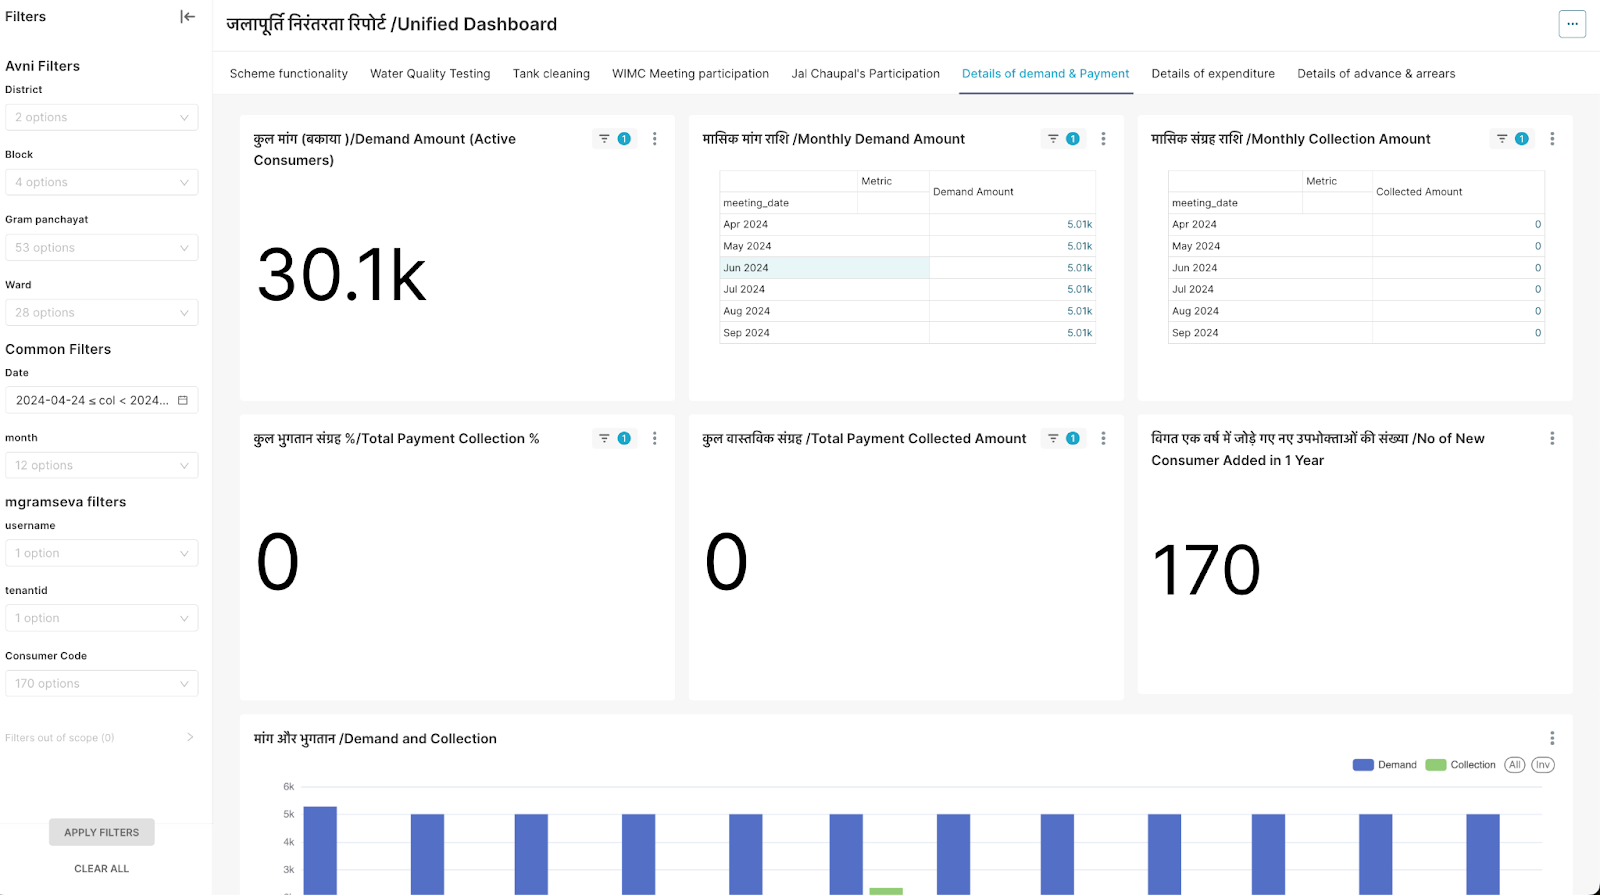 Filters
Avni Filters
District
2 options
Block
4 options
Gram panchayat
53 options
Ward
28 options
Common Filters
Date
2024-04-24 ≤ col < 2024...
month
12 options
mgramseva filters
username
1 option
tenantid
1 option
Consumer Code
170 options
Filters out of scope (0)
APPLY FILTERS
CLEAR ALL
जलापूर्ति निरंतरता रिपोर्ट /Unified Dashboard
Scheme functionality Water Quality Testing Tank cleaning WIMC Meeting participation Jal Chaupal's Participation Details of demand & Payment Details of expenditure Details of advance & arrears
कुल मांग (बकाया )/Demand Amount (Active
Consumers)
1
30.1k
मासिक मांग राशि /Monthly Demand Amount
1
Metric
Demand Amount
meeting_date
Apr 2024 5.01k
May 2024 5.01k
Jun 2024 5.01k
Jul 2024 5.01k
Aug 2024 5.01k
Sep 2024 5.01k
मासिक संग्रह राशि /Monthly Collection Amount
1
Metric
Collected Amount
meeting_date
Apr 2024 0
May 2024 0
Jun 2024 0
Jul 2024 0
Aug 2024 0
Sep 2024 0
कुल भुगतान संग्रह %/Total Payment Collection %
1
0
कुल वास्तविक संग्रह /Total Payment Collected Amount
1
0
विगत एक वर्ष में जोड़े गए नए उपभोक्ताओं की संख्या /No of New
Consumer Added in 1 Year
170
मांग और भुगतान /Demand and Collection
Demand Collection All Inv
6k
5k
4k
3k